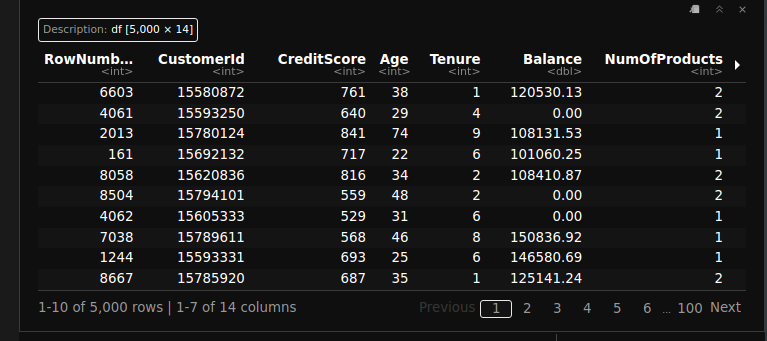 Description: df [5,000 × 14]
RowNumb… CustomerId CreditScore Age Tenure Balance NumOfProducts
<int> <int> <int> <int> <int> <dbl> <int>
6603 15580872 761 38 1 120530.13 2
4061 15593250 640 29 4 0.00 2
2013 15780124 841 74 9 108131.53 1
161 15692132 717 22 6 101060.25 1
8058 15620836 816 34 2 108410.87 2
8504 15794101 559 48 2 0.00 2
4062 15605333 529 31 6 0.00 1
7038 15789611 568 46 8 150836.92 1
1244 15593331 693 25 6 146580.69 1
8667 15785920 687 35 1 125141.24 2
1-10 of 5,000 rows | 1-7 of 14 columns Previous 1 2 3 4 5 6 ... 100 Next